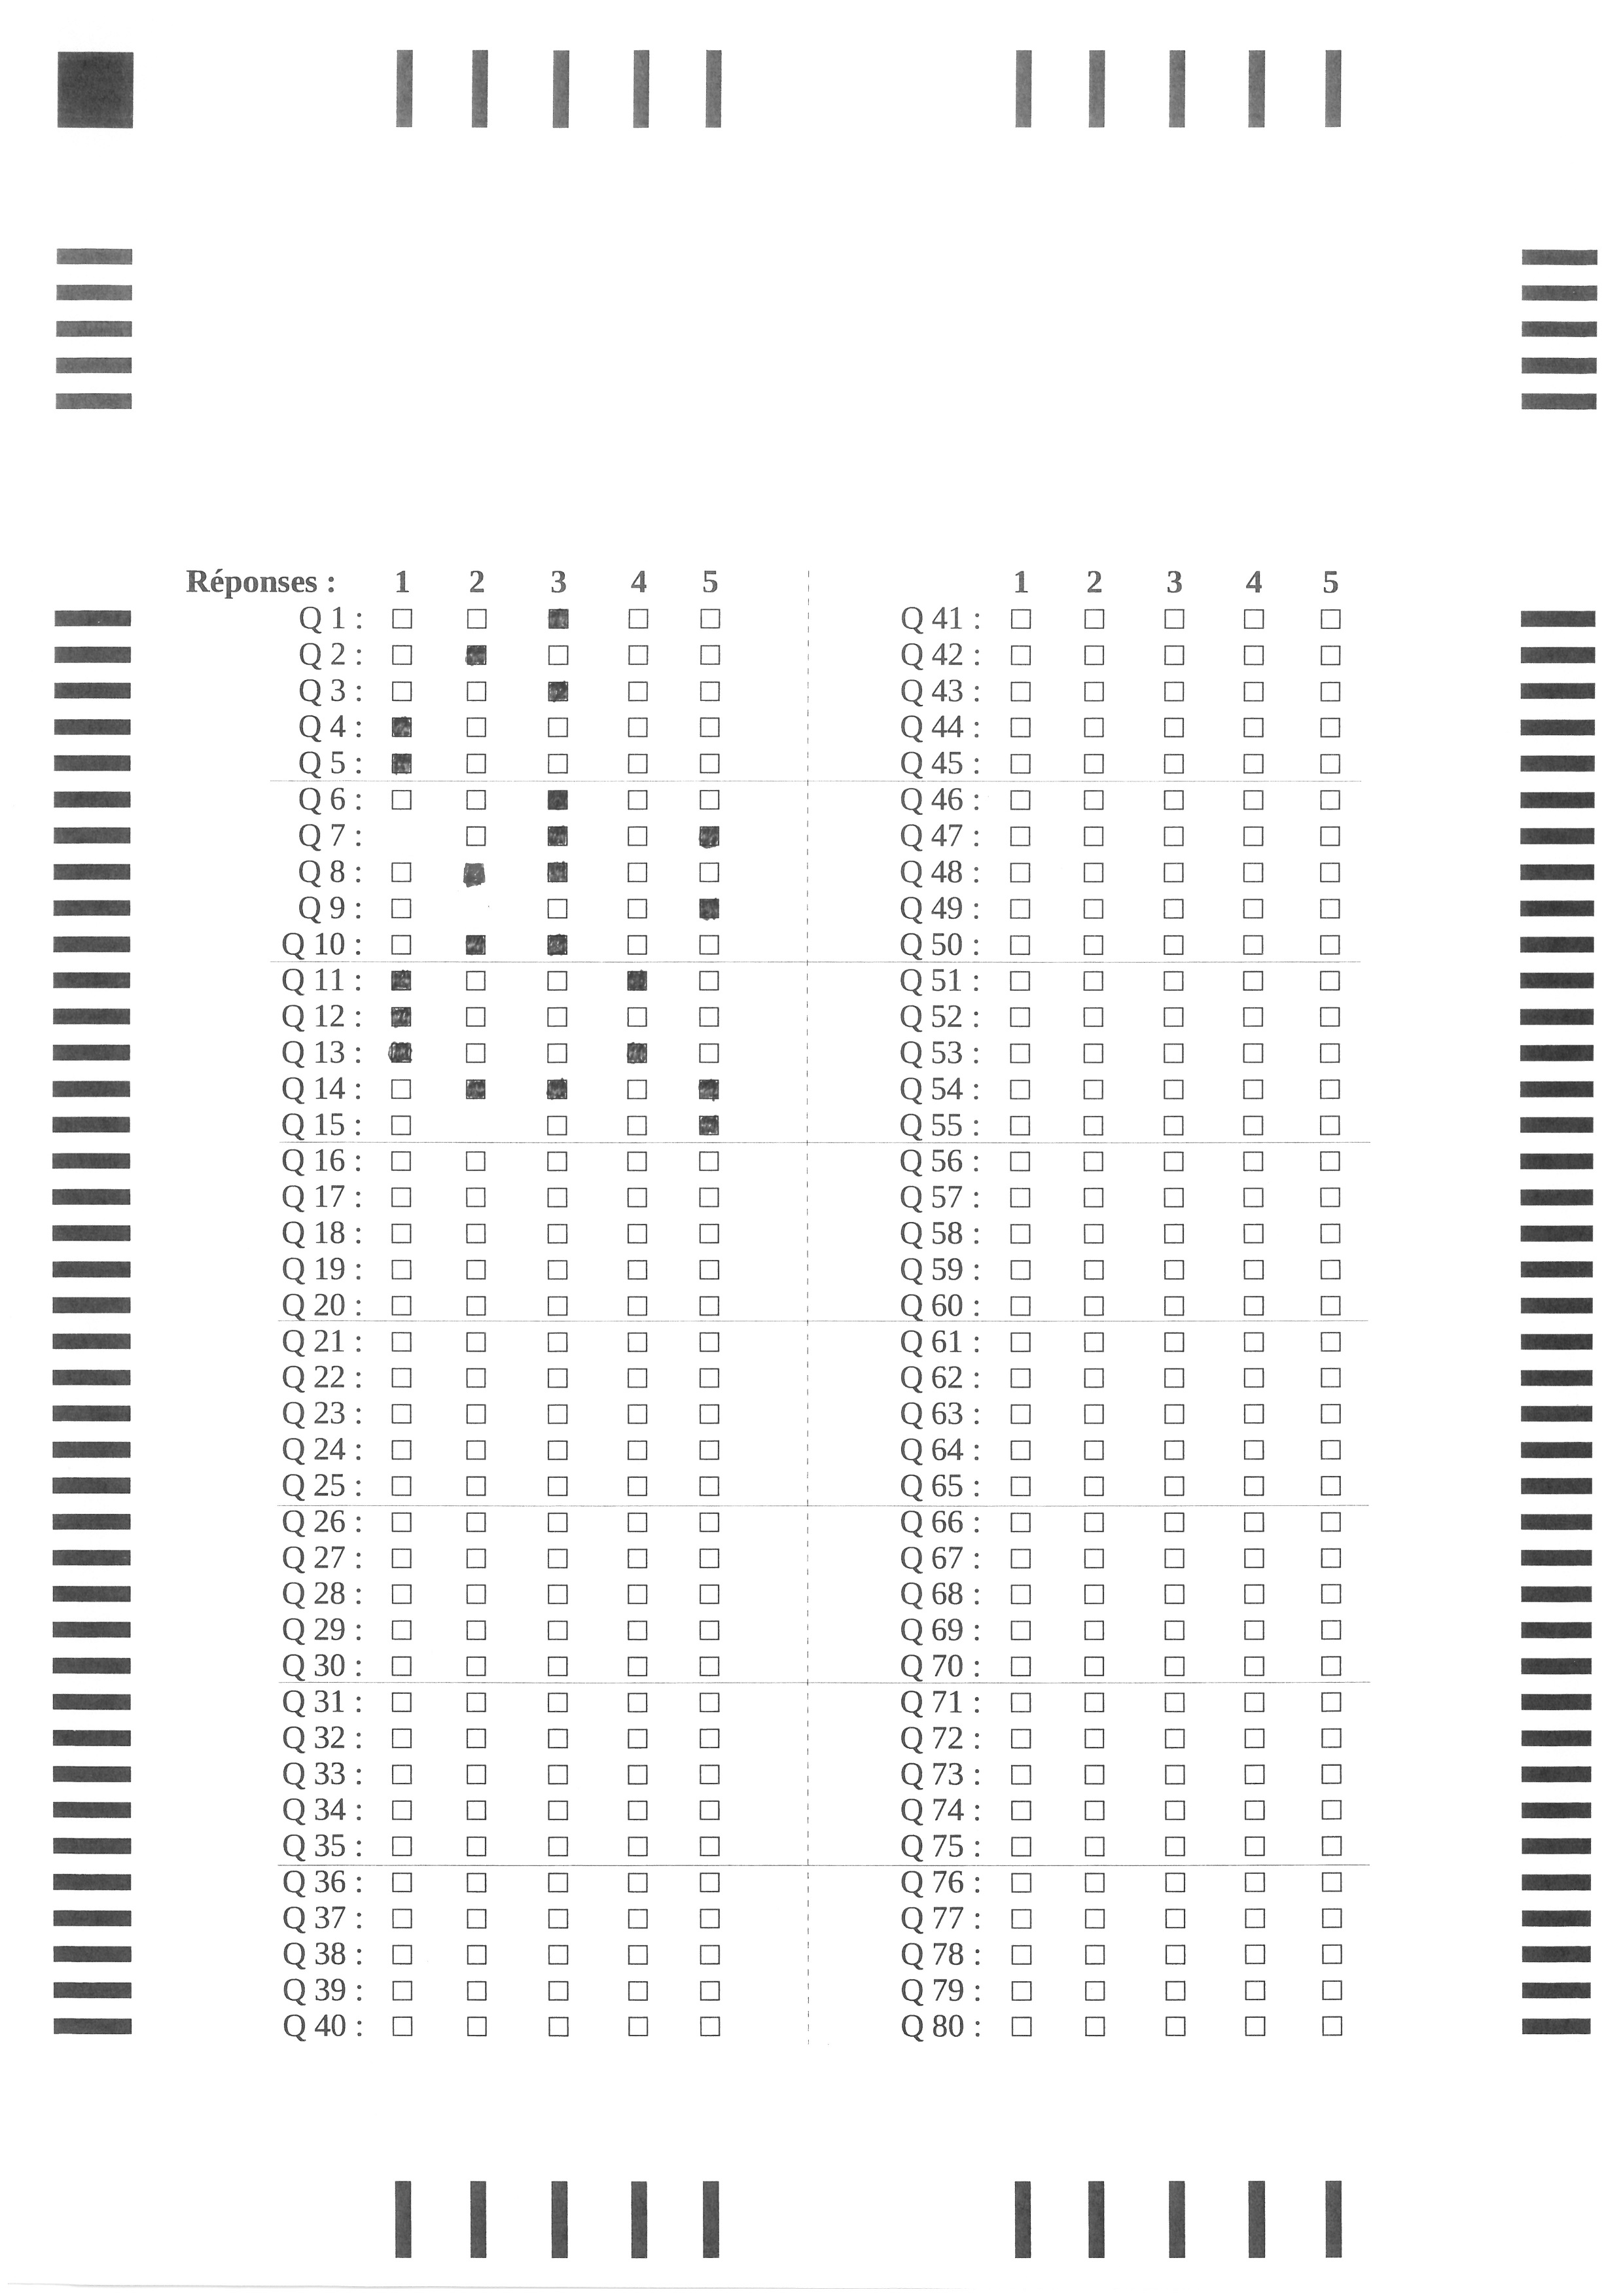 Réponses : 1 2 3 4 5
Q 1 :
Q 2 :
Q 3 :
Q 4 :
Q 5 :
Q 6 :
Q 7 :
Q 8 :
Q 9 :
Q 10 :
Q 11 :
Q 12 :
Q 13 :
Q 14 :
Q 15 :
Q 16 :
Q 17 :
Q 18 :
Q 19 :
Q 20 :
Q 21 :
Q 22 :
Q 23 :
Q 24 :
Q 25 :
Q 26 :
Q 27 :
Q 28 :
Q 29 :
Q 30 :
Q 31 :
Q 32 :
Q 33 :
Q 34 :
Q 35 :
Q 36 :
Q 37 :
Q 38 :
Q 39 :
Q 40 :
1 2 3 4 5
Q 41 :
Q 42 :
Q 43 :
Q 44 :
Q 45 :
Q 46 :
Q 47 :
Q 48 :
Q 49 :
Q 50 :
Q 51 :
Q 52 :
Q 53 :
Q 54 :
Q 55 :
Q 56 :
Q 57 :
Q 58 :
Q 59 :
Q 60 :
Q 61 :
Q 62 :
Q 63 :
Q 64 :
Q 65 :
Q 66 :
Q 67 :
Q 68 :
Q 69 :
Q 70 :
Q 71 :
Q 72 :
Q 73 :
Q 74 :
Q 75 :
Q 76 :
Q 77 :
Q 78 :
Q 79 :
Q 80 :